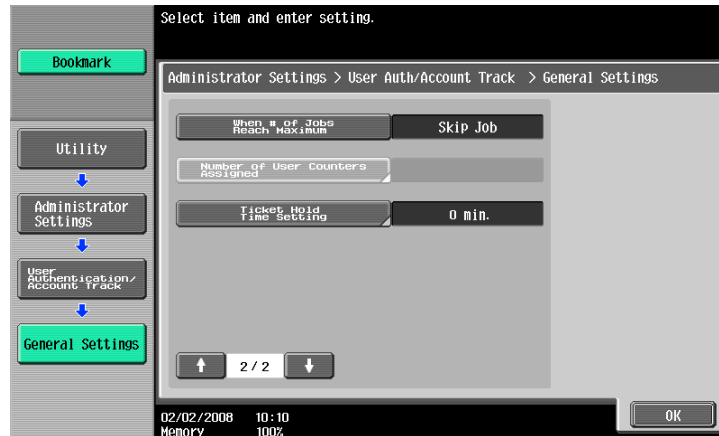 Select item and enter setting.
Bookmark
Administrator Settings > User Auth/Account Track > General Settings
When # of Jobs
Reach Maximum
Skip Job
Utility
Number of User Counters
Assigned
Administrator
Settings
Ticket Hold
Time Setting
0 min.
User
Authentication/
Account Track
General Settings
2/2
02/02/2008 10:10
Memory 100%
OK